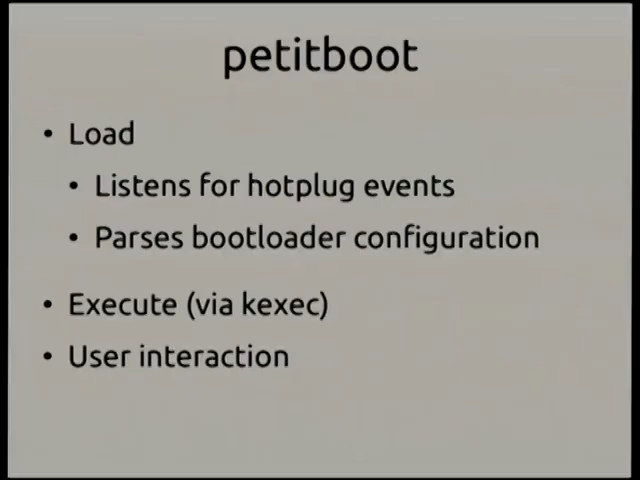 petitboot
• Load
• Listens for hotplug events
• Parses bootloader configuration
• Execute (via kexec)
• User interaction